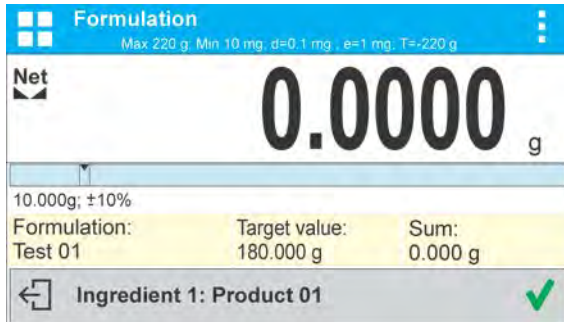 Formulation
Max 220 g; Min 10 mg, d=0.1 mg , e=1 mg; T=-220 g
Net
0.0000 g
10.000g; ±10%
Formulation: Target value: Sum:
Test 01 180.000 g 0.000 g
Ingredient 1: Product 01